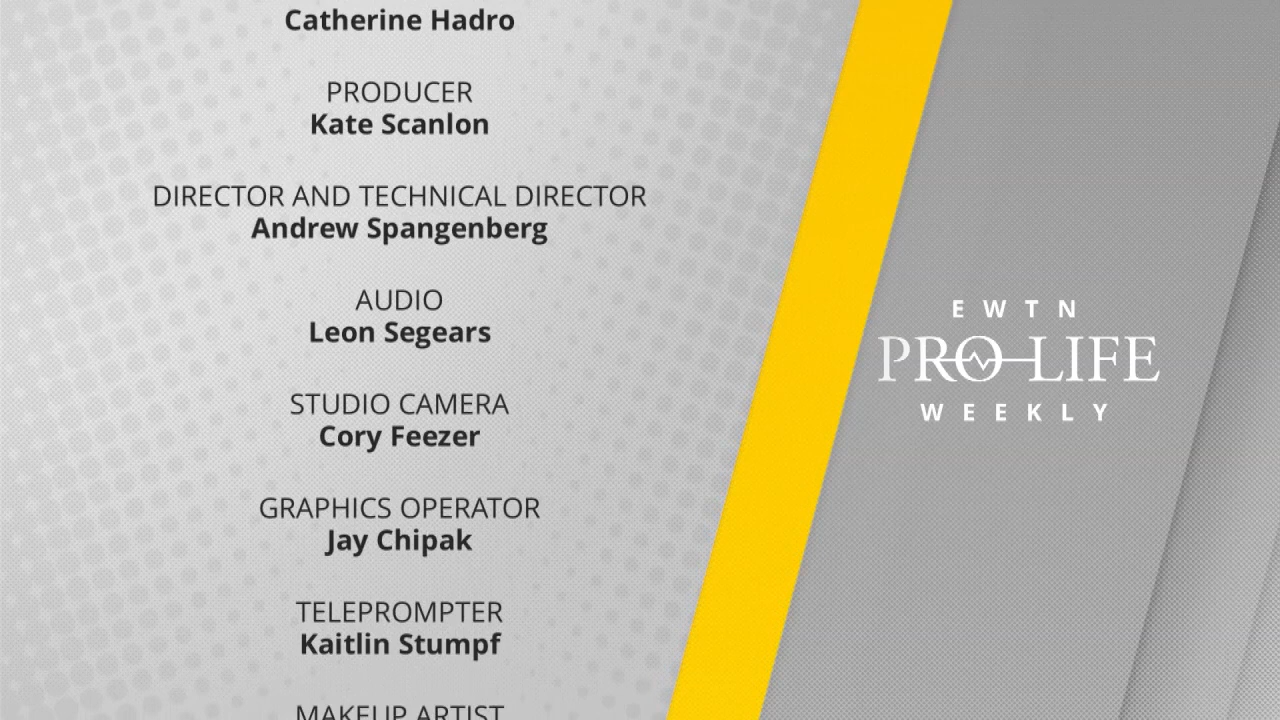 Catherine Hadro
PRODUCER
Kate Scanlon
DIRECTOR AND TECHNICAL DIRECTOR
Andrew Spangenberg
AUDIO
Leon Segears
STUDIO CAMERA
Cory Feezer
GRAPHICS OPERATOR
Jay Chipak
TELEPROMPTER
Kaitlin Stumpf
MAKEUP ARTIST
EWTN
PRO-LIFE
WEEKLY